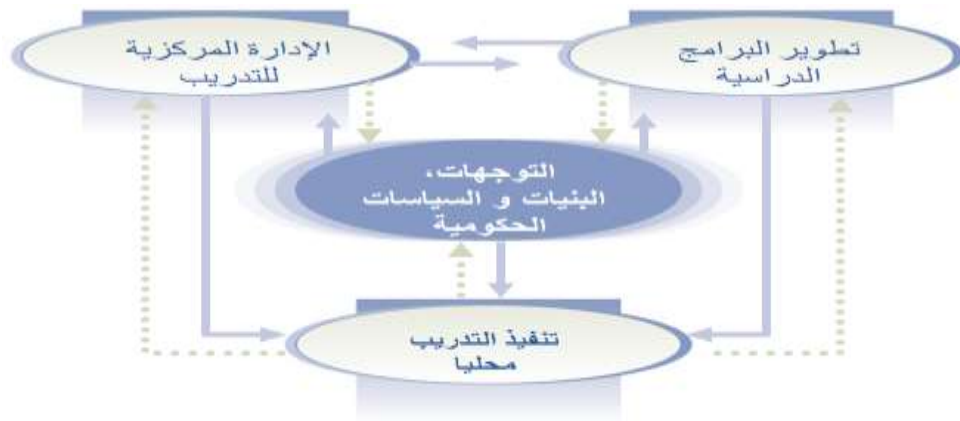 تطوير البرامج
الدراسية
الإدارة المركزية
للتدريب
التوجهات،
البنيات و السياسات
الحكومية
تنفيذ التدريب
محليا